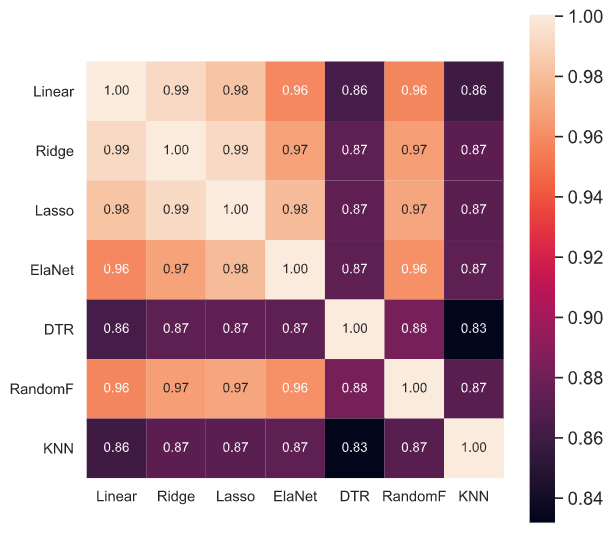 1.00
Linear 1.00 0.99 0.98 0.96 0.86 0.96 0.86
0.98
Ridge 0.99 1.00 0.99 0.97 0.87 0.97 0.87
0.96
Lasso 0.98 0.99 1.00 0.98 0.87 0.97 0.87
0.94
0.92
ElaNet 0.96 0.97 0.98 1.00 0.87 0.96 0.87
0.90
DTR 0.86 0.87 0.87 0.87 1.00 0.88 0.83
0.88
RandomF 0.96 0.97 0.97 0.96 0.88 1.00 0.87
0.86
KNN 0.86 0.87 0.87 0.87 0.83 0.87 1.00
0.84
Linear Ridge Lasso ElaNet DTR RandomF KNN